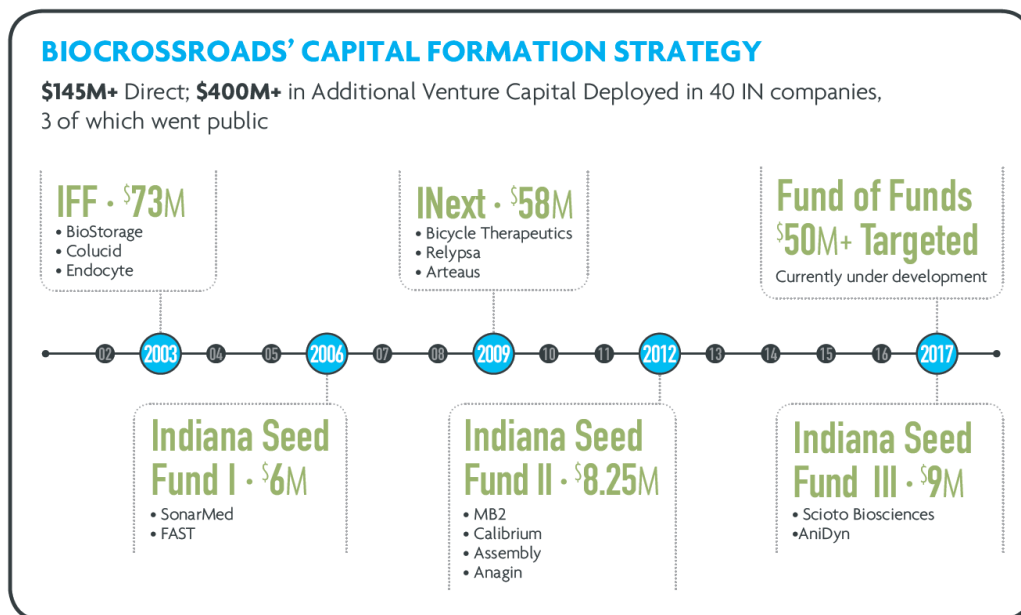 BIOCROSSROADS’ CAPITAL FORMATION STRATEGY
$145M+ Direct; $400M+ in Additional Venture Capital Deployed in 40 IN companies,
3 of which went public
IFF · $73M
• BioStorage
• Colucid
• Endocyte
INext · $58M
• Bicycle Therapeutics
• Relypsa
• Arteaus
Fund of Funds
$50M+ Targeted
Currently under development
02 2003 04 05 2006 07 08 2009 10 11 2012 13 14 15 16 2017
Indiana Seed
Fund I · $6M
• SonarMed
• FAST
Indiana Seed
Fund II · $8.25M
• MB2
• Calibrium
• Assembly
• Anagin
Indiana Seed
Fund III · $9M
• Scioto Biosciences
•AniDyn